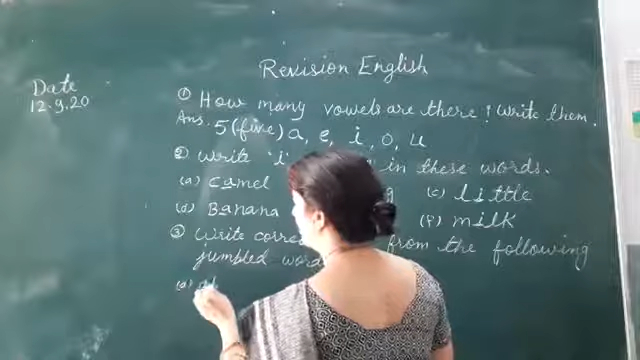 Revision English
Date
12.9.20
① How many vowels are there? Write them.
Ans. 5 (five) a, e, i, o, u
② Write 'i' in these words.
(a) camel (c) little
(d) Banana (f) milk
③ Write from the following
jumbled
(a)